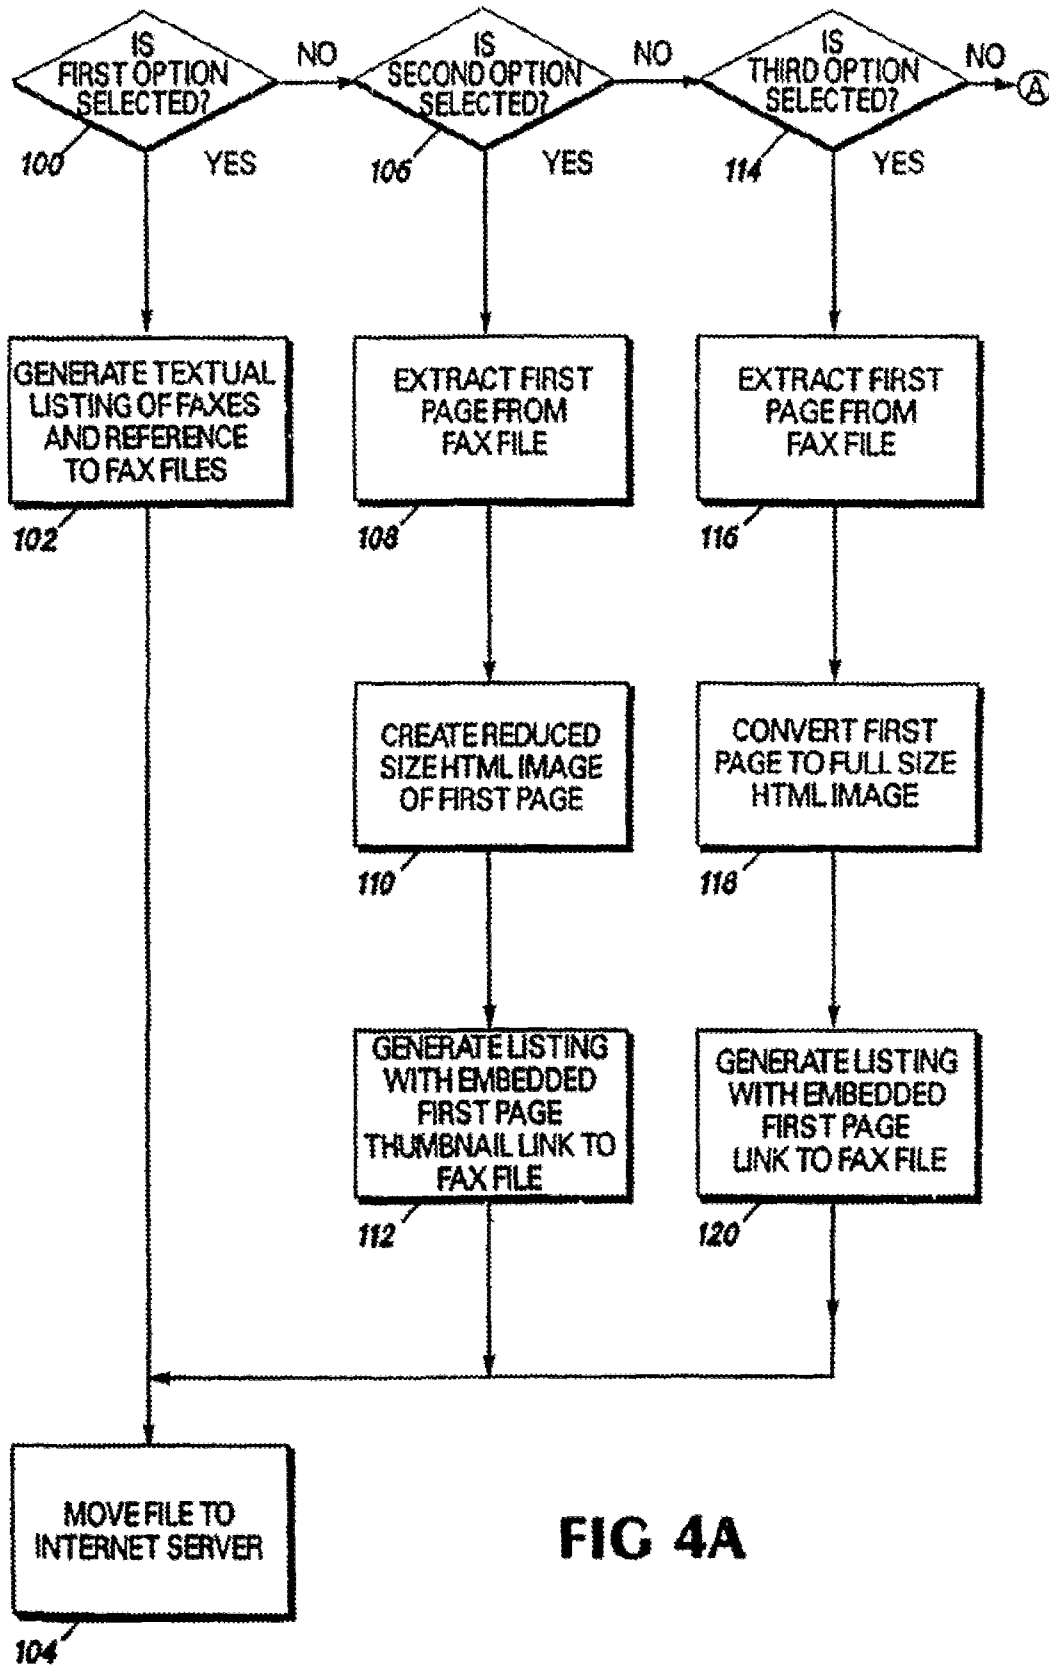 IS
FIRST OPTION
SELECTED?
NO
IS
SECOND OPTION
SELECTED?
NO
IS
THIRD OPTION
SELECTED?
NO
A
100
YES
106
YES
114
YES
GENERATE TEXTUAL
LISTING OF FAXES
AND REFERENCE
TO FAX FILES
102
EXTRACT FIRST
PAGE FROM
FAX FILE
108
EXTRACT FIRST
PAGE FROM
FAX FILE
116
CREATE REDUCED
SIZE HTML IMAGE
OF FIRST PAGE
110
CONVERT FIRST
PAGE TO FULL SIZE
HTML IMAGE
118
GENERATE LISTING
WITH EMBEDDED
FIRST PAGE
THUMBNAIL LINK TO
FAX FILE
112
GENERATE LISTING
WITH EMBEDDED
FIRST PAGE
LINK TO FAX FILE
120
MOVE FILE TO
INTERNET SERVER
104
FIG 4A